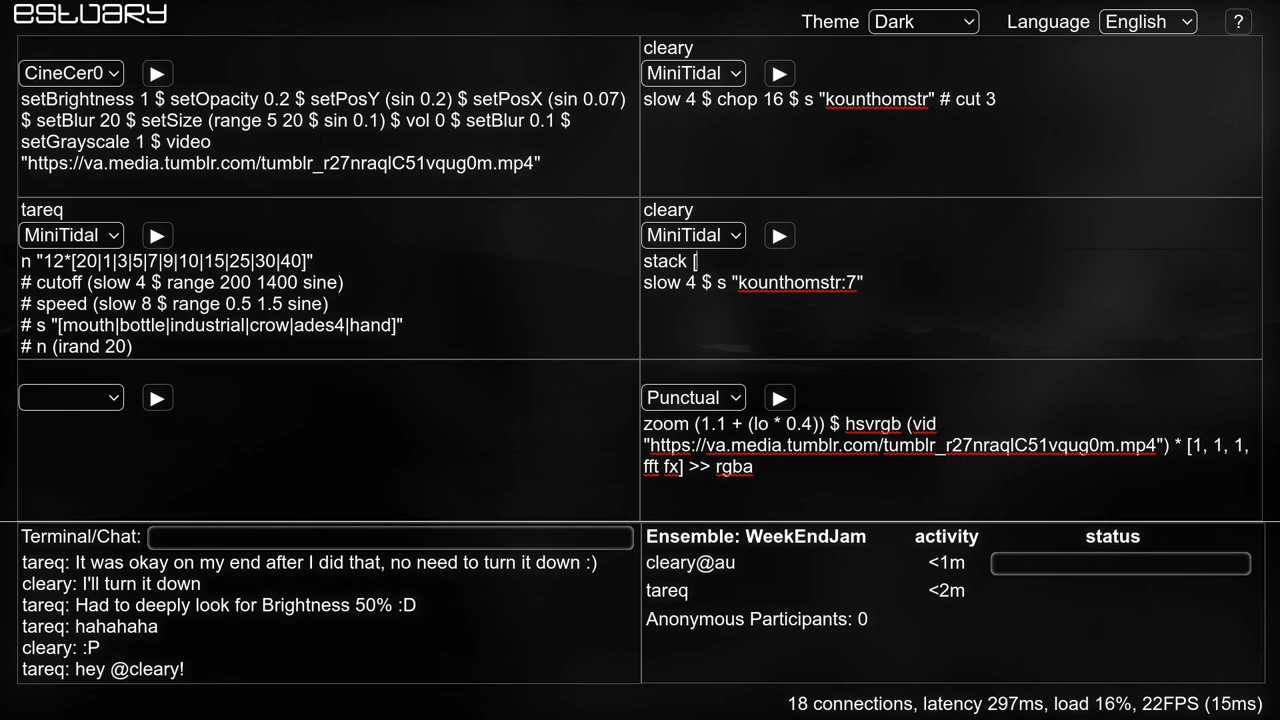 estuary
Theme Dark Language English ?
CineCer0
setBrightness 1 $ setOpacity 0.2 $ setPosY (sin 0.2) $ setPosX (sin 0.07)
$ setBlur 20 $ setSize (range 5 20 $ sin 0.1) $ vol 0 $ setBlur 0.1 $
setGrayscale 1 $ video
"https://va.media.tumblr.com/tumblr_r27nraqlC51vqug0m.mp4"
cleary
MiniTidal
slow 4 $ chop 16 $ s "kounthomstr" # cut 3
tareq
MiniTidal
n "12*[20|1|3|5|7|9|10|15|25|30|40]"
# cutoff (slow 4 $ range 200 1400 sine)
# speed (slow 8 $ range 0.5 1.5 sine)
# s "[mouth|bottle|industrial|crow|ades4|hand]"
# n (irand 20)
cleary
MiniTidal
stack [
slow 4 $ s "kounthomstr:7"
Punctual
zoom (1.1 + (lo * 0.4)) $ hsvrgb (vid
"https://va.media.tumblr.com/tumblr_r27nraqlC51vqug0m.mp4") * [1, 1, 1,
fft fx] >> rgba
Terminal/Chat:
tareq: It was okay on my end after I did that, no need to turn it down :)
cleary: I'll turn it down
tareq: Had to deeply look for Brightness 50% :D
tareq: hahahaha
cleary: :P
tareq: hey @cleary!
Ensemble: WeekEndJam activity status
cleary@au <1m
tareq <2m
Anonymous Participants: 0
18 connections, latency 297ms, load 16%, 22FPS (15ms)